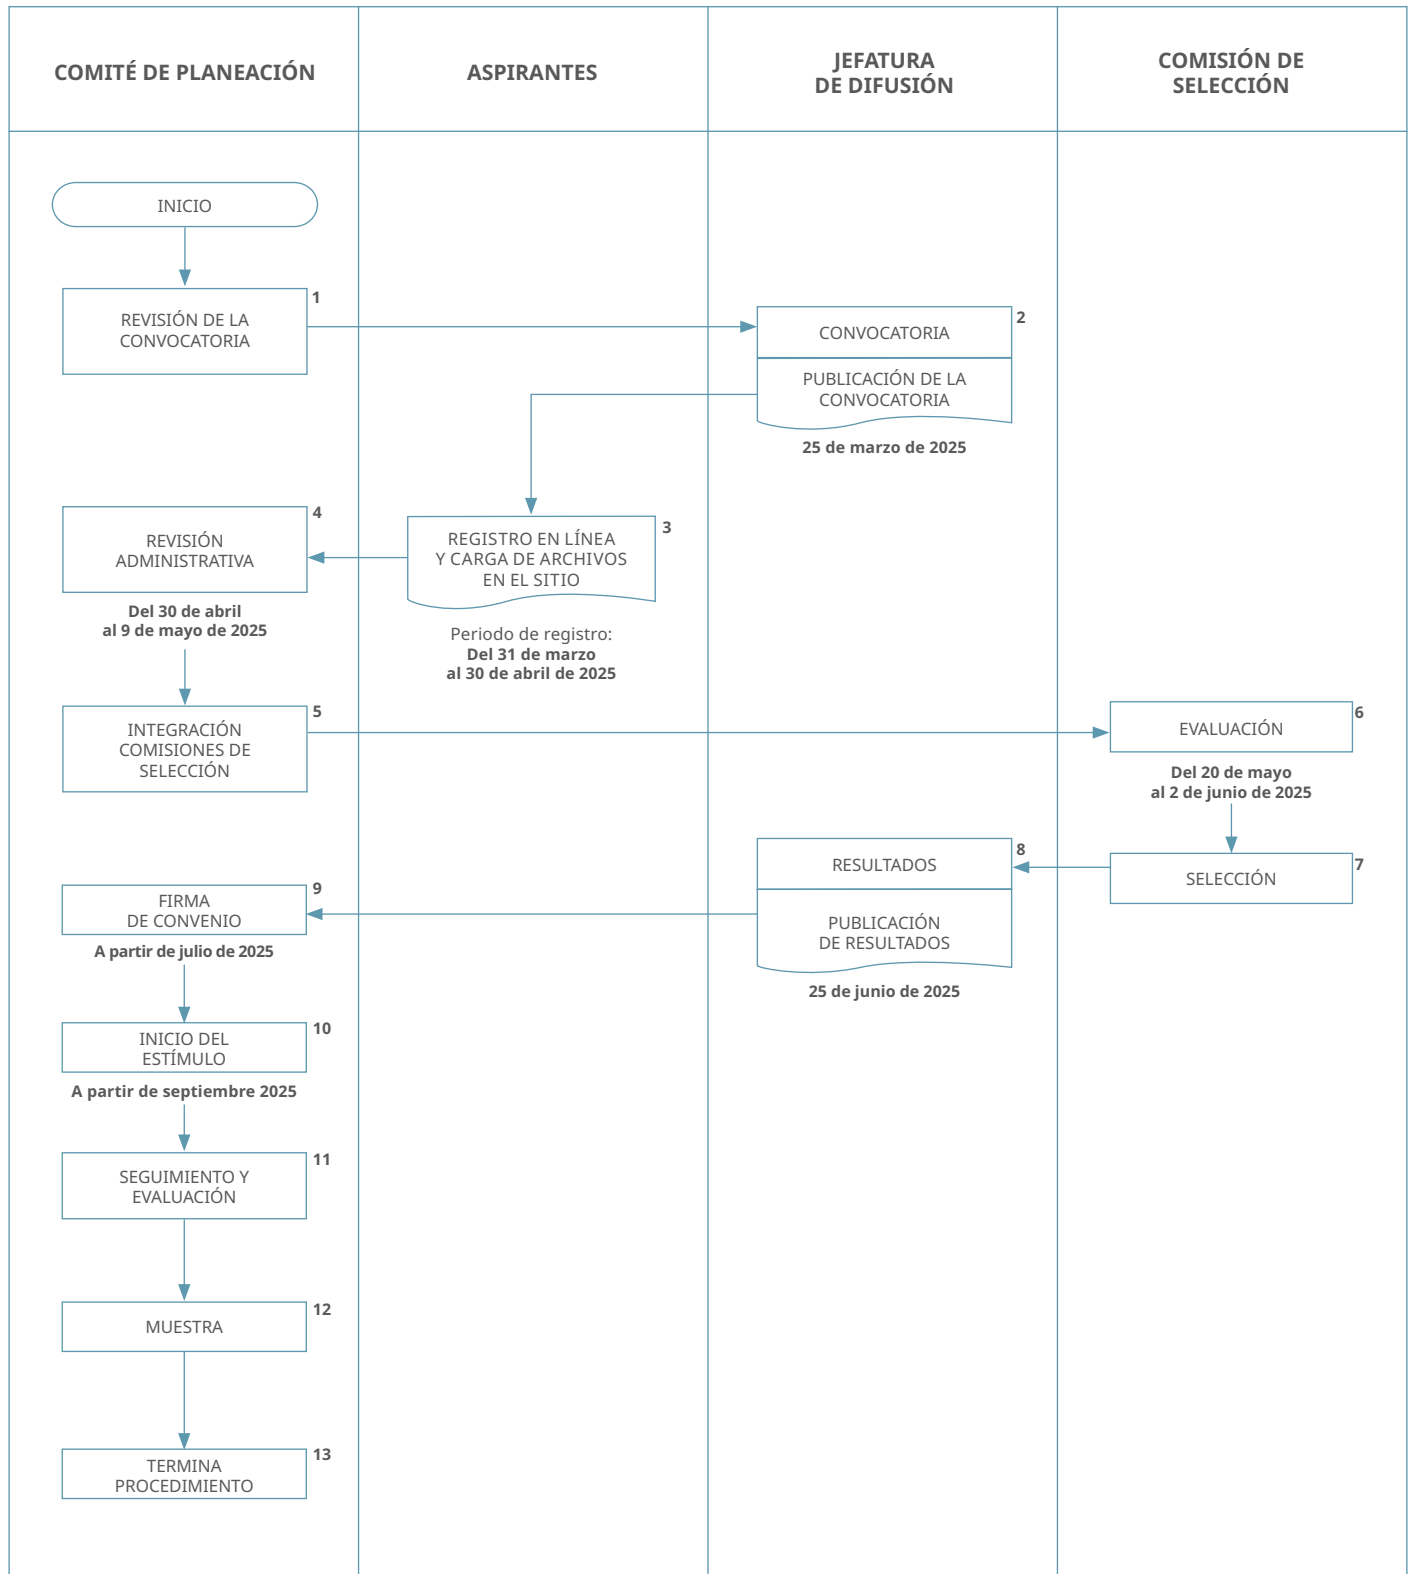 COMITÉ DE PLANEACIÓN
ASPIRANTES
JEFATURA
DE DIFUSIÓN
COMISIÓN DE
SELECCIÓN
INICIO
1
REVISIÓN DE LA
CONVOCATORIA
2
CONVOCATORIA
PUBLICACIÓN DE LA
CONVOCATORIA
25 de marzo de 2025
3
REGISTRO EN LÍNEA
Y CARGA DE ARCHIVOS
EN EL SITIO
Periodo de registro:
Del 31 de marzo
al 30 de abril de 2025
4
REVISIÓN
ADMINISTRATIVA
Del 30 de abril
al 9 de mayo de 2025
5
INTEGRACIÓN
COMISIONES DE
SELECCIÓN
6
EVALUACIÓN
Del 20 de mayo
al 2 de junio de 2025
7
SELECCIÓN
8
RESULTADOS
PUBLICACIÓN
DE RESULTADOS
25 de junio de 2025
9
FIRMA
DE CONVENIO
A partir de julio de 2025
10
INICIO DEL
ESTÍMULO
A partir de septiembre 2025
11
SEGUIMIENTO Y
EVALUACIÓN
12
MUESTRA
13
TERMINA
PROCEDIMIENTO